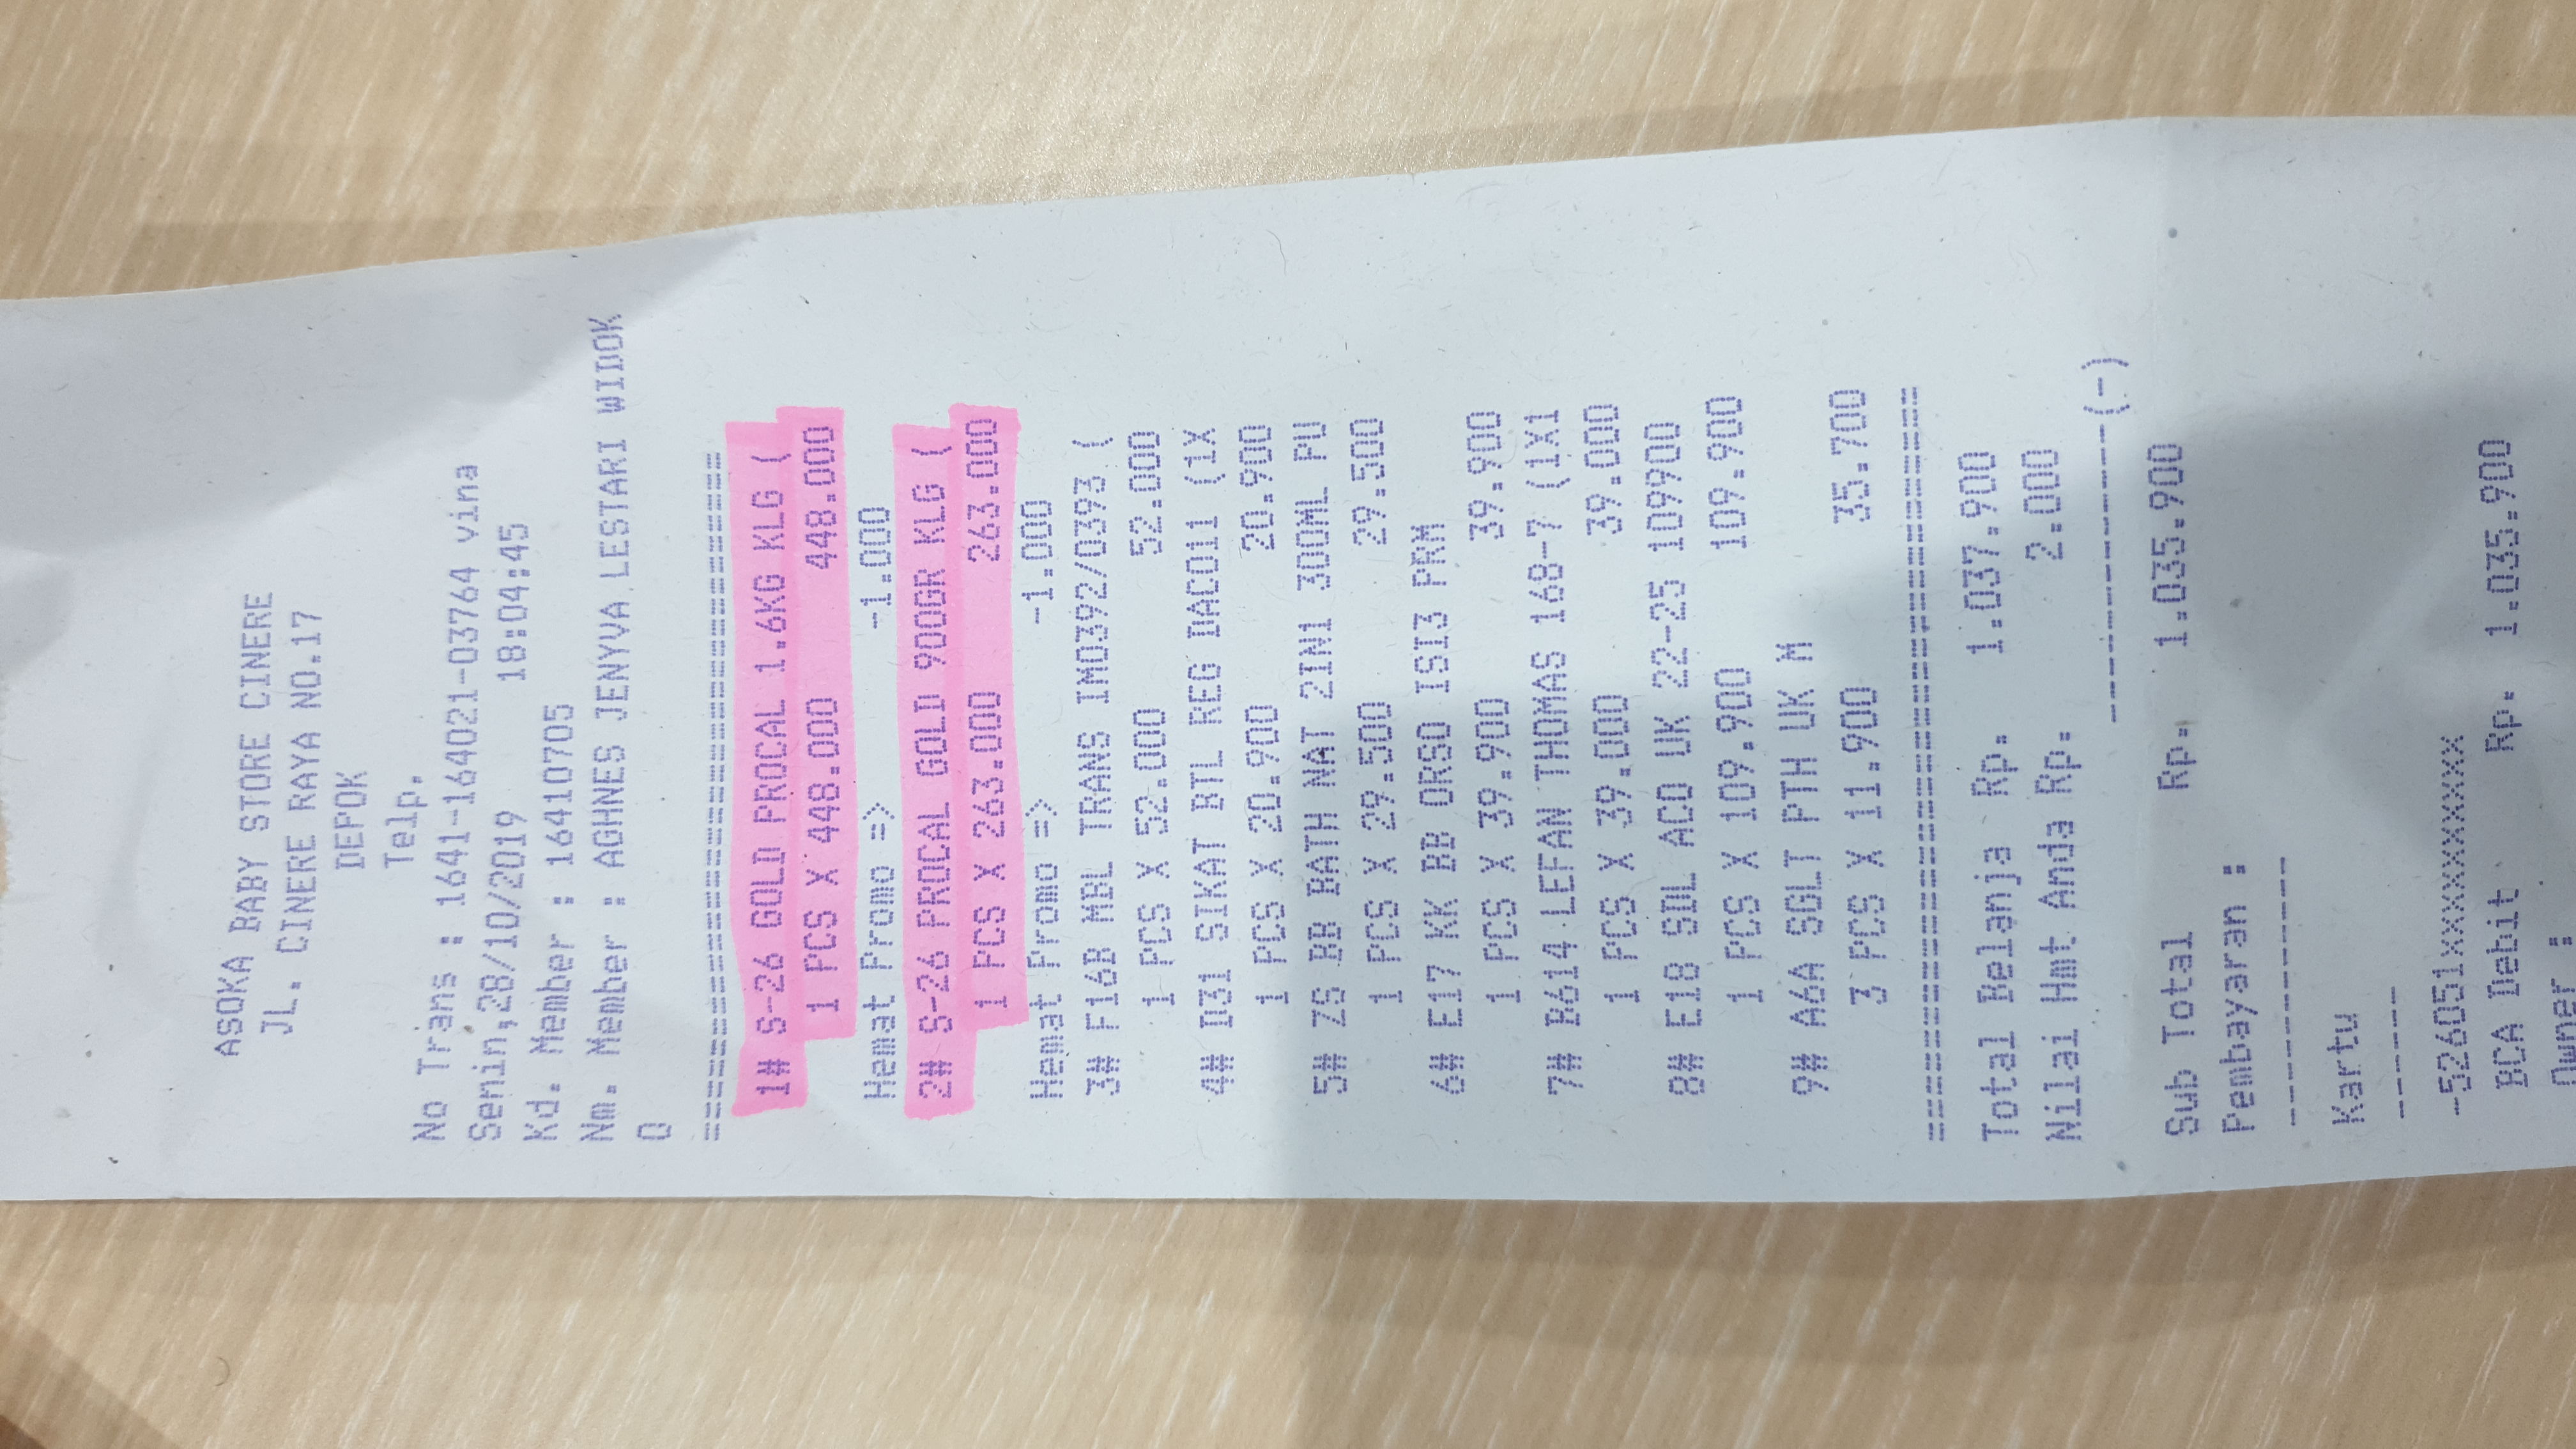 ASOKA BABY STORE CINERE
JL. CINERE RAYA NO.17
DEPOK
Telp.
No Trans : 1641-164021-03764 vina
Senin,28/10/2019 18:04:45
Kd. Member : 16410705
Nm. Member : AGHNES JENYVA LESTARI WIDOK
O
=================================
1# S-26 GOLD PROCAL 1.6KG KLG (
1 PCS X 448.000 448.000
Hemat Promo => -1.000
2# S-26 PROCAL GOLD 900GR KLG (
1 PCS X 263.000 263.000
Hemat Promo => -1.000
3# F16B MBL TRANS IM0392/0393 (
1 PCS X 52.000 52.000
4# D31 SIKAT BTL REG DAC011 (1X
1 PCS X 20.900 20.900
5# ZS BB BATH NAT 2IN1 300ML PU
1 PCS X 29.500 29.500
6# E17 KK BB ORSO ISI3 PRM
1 PCS X 39.900 39.900
7# B614 LEFAN THOMAS 168-7 (1X1
1 PCS X 39.000 39.000
8# E18 SDL ACO UK 22-25 109900
1 PCS X 109.900 109.900
9# A6A SGLT PTH UK M
3 PCS X 11.900 35.700
=================================
Total Belanja Rp. 1.037.900
Nilai Hmt Anda Rp. 2.000
--------------(-)
Sub Total Rp. 1.035.900
Pembayaran :
-------------
Kartu
------
-526051xxxxxxxxxx
BCA Debit Rp. 1.035.900
Owner :